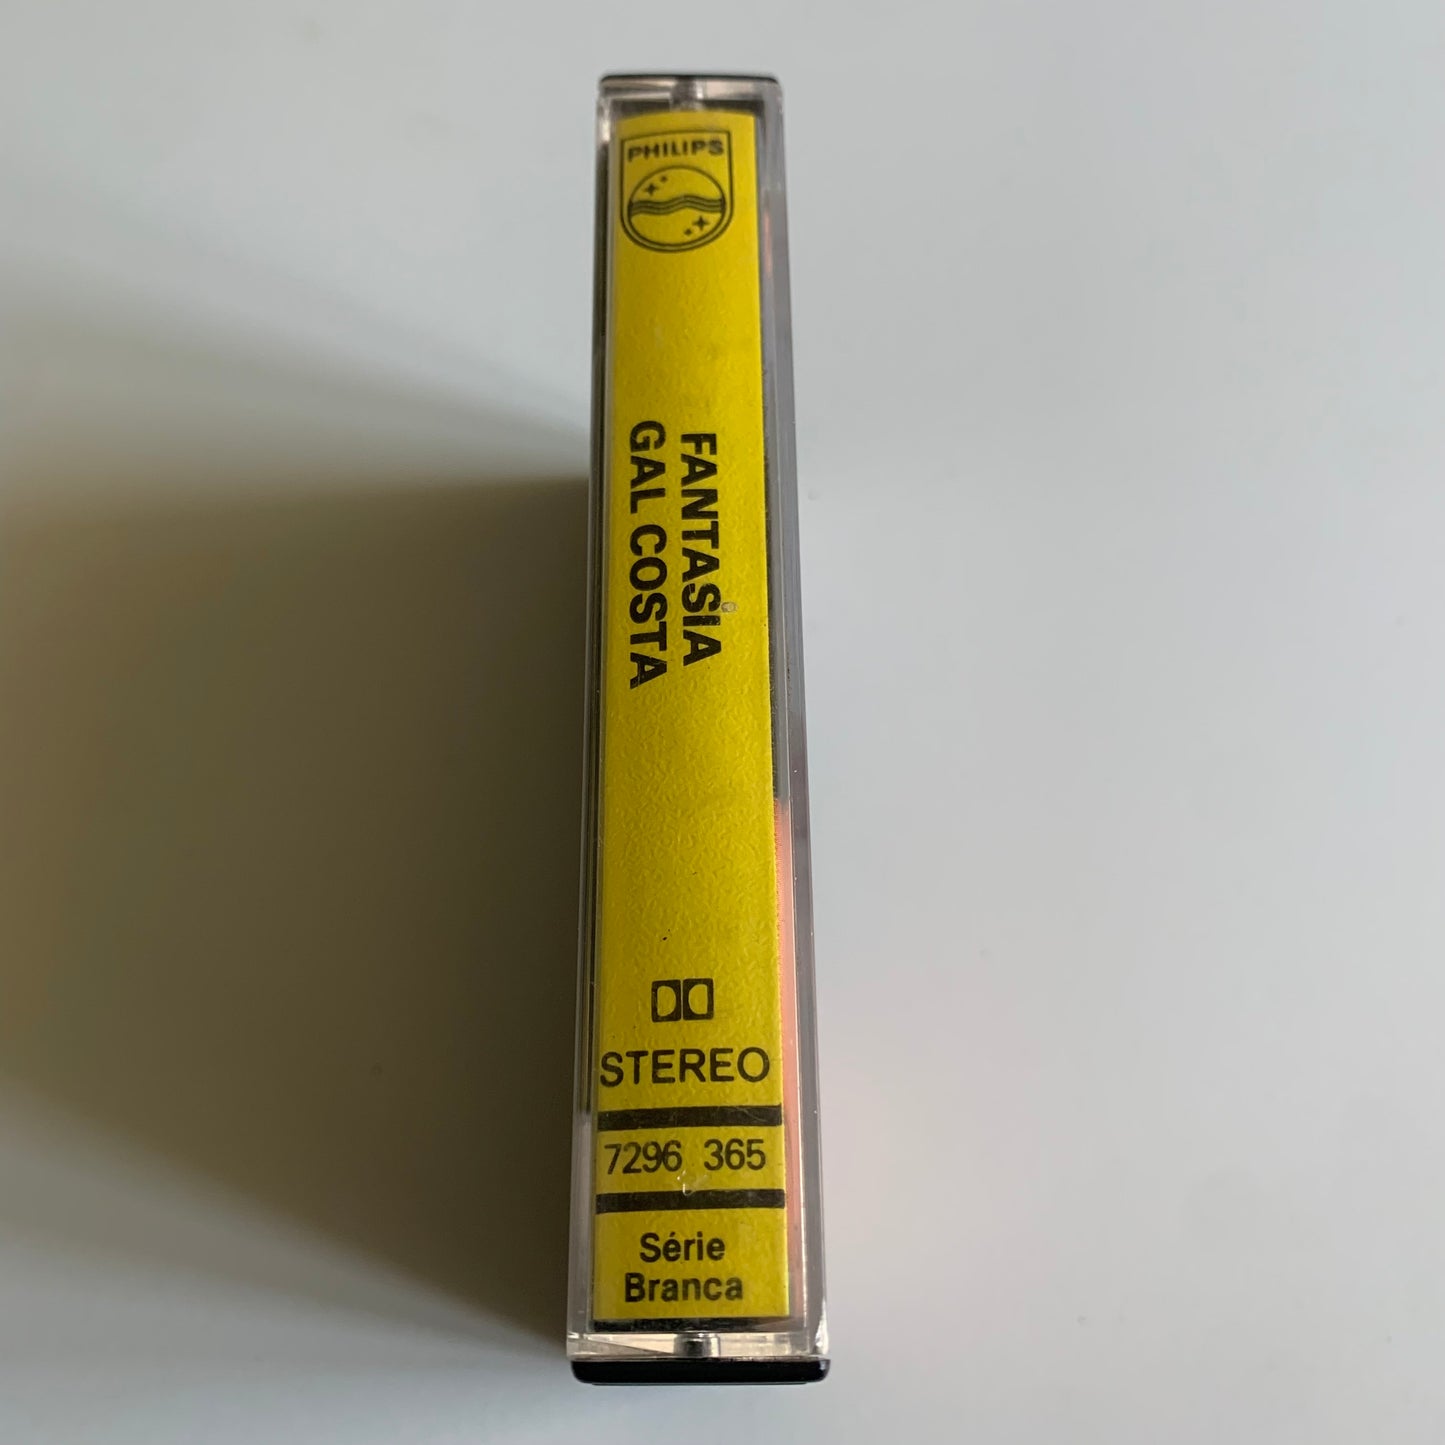 PHILIPS
FANTASIA
GAL COSTA
STEREO
7296 365
Série
Branca